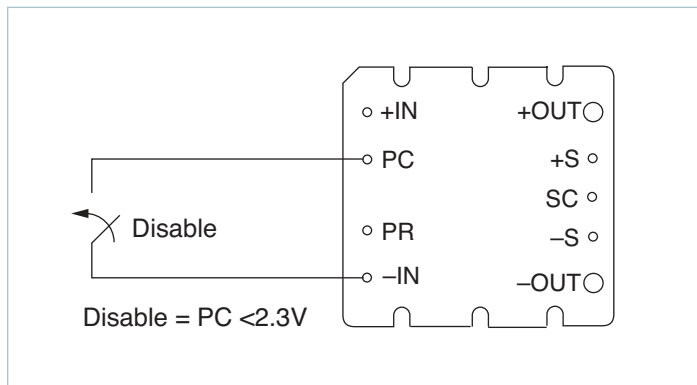 +IN
+OUT
PC
+S
SC
Disable
PR
–S
–IN
–OUT
Disable = PC <2.3V